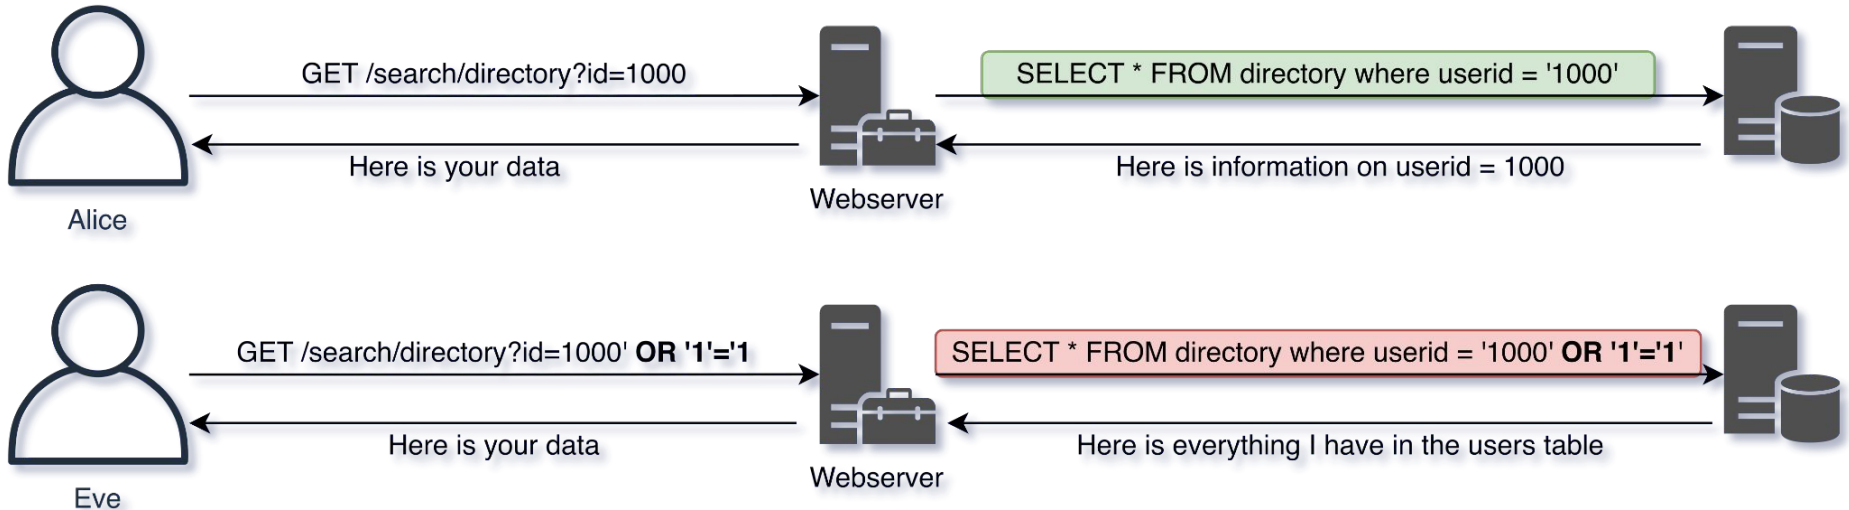 GET /search/directory?id=1000
SELECT * FROM directory where userid = '1000'
Here is your data
Here is information on userid = 1000
Webserver
Alice
GET /search/directory?id=1000' OR '1'='1
SELECT * FROM directory where userid = '1000' OR '1'='1'
Here is your data
Here is everything I have in the users table
Webserver
Eve